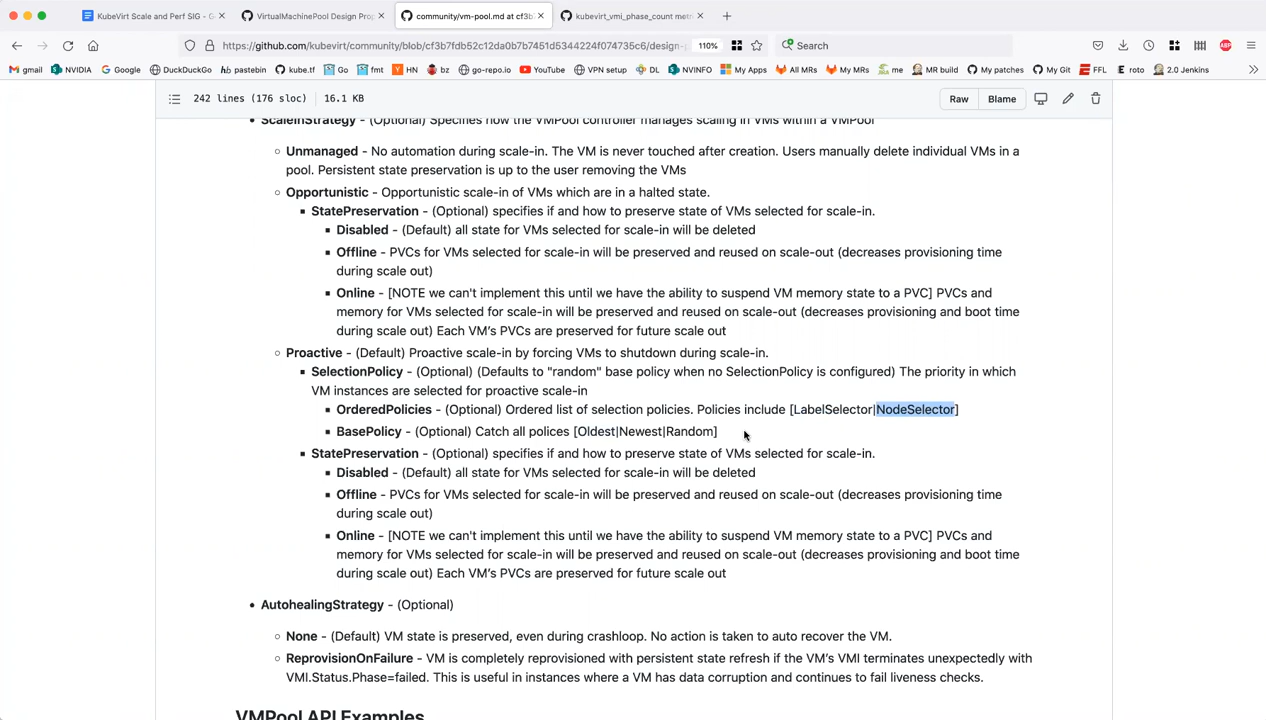 KubeVirt Scale and Perf SIG - G
VirtualMachinePool Design Prop
community/vm-pool.md at cf3b
kubevirt_vmi_phase_count metr
https://github.com/kubevirt/community/blob/cf3b7fdb52c12da0b7b7451d5344224f074735c6/design-p
110%
Search
gmail NVIDIA Google DuckDuckGo hb pastebin kube.tf Go fmt HN bz go-repo.io YouTube VPN setup DL NVINFO My Apps All MRs My MRs me MR build My patches My Git FFL eroto 2.0 Jenkins
242 lines (176 sloc) 16.1 KB
Raw Blame
ScaleInStrategy - (Optional) Specifies how the VMPool controller manages scaling in VMs within a VMPool
Unmanaged - No automation during scale-in. The VM is never touched after creation. Users manually delete individual VMs in a
pool. Persistent state preservation is up to the user removing the VMs
Opportunistic - Opportunistic scale-in of VMs which are in a halted state.
StatePreservation - (Optional) specifies if and how to preserve state of VMs selected for scale-in.
Disabled - (Default) all state for VMs selected for scale-in will be deleted
Offline - PVCs for VMs selected for scale-in will be preserved and reused on scale-out (decreases provisioning time
during scale out)
Online - [NOTE we can't implement this until we have the ability to suspend VM memory state to a PVC] PVCs and
memory for VMs selected for scale-in will be preserved and reused on scale-out (decreases provisioning and boot time
during scale out) Each VM's PVCs are preserved for future scale out
Proactive - (Default) Proactive scale-in by forcing VMs to shutdown during scale-in.
SelectionPolicy - (Optional) (Defaults to "random" base policy when no SelectionPolicy is configured) The priority in which
VM instances are selected for proactive scale-in
OrderedPolicies - (Optional) Ordered list of selection policies. Policies include [LabelSelector|NodeSelector]
BasePolicy - (Optional) Catch all polices [Oldest|Newest|Random]
StatePreservation - (Optional) specifies if and how to preserve state of VMs selected for scale-in.
Disabled - (Default) all state for VMs selected for scale-in will be deleted
Offline - PVCs for VMs selected for scale-in will be preserved and reused on scale-out (decreases provisioning time
during scale out)
Online - [NOTE we can't implement this until we have the ability to suspend VM memory state to a PVC] PVCs and
memory for VMs selected for scale-in will be preserved and reused on scale-out (decreases provisioning and boot time
during scale out) Each VM's PVCs are preserved for future scale out
AutohealingStrategy - (Optional)
None - (Default) VM state is preserved, even during crashloop. No action is taken to auto recover the VM.
ReprovisionOnFailure - VM is completely reprovisioned with persistent state refresh if the VM's VMI terminates unexpectedly with
VMI.Status.Phase=failed. This is useful in instances where a VM has data corruption and continues to fail liveness checks.
VMPool API Examples